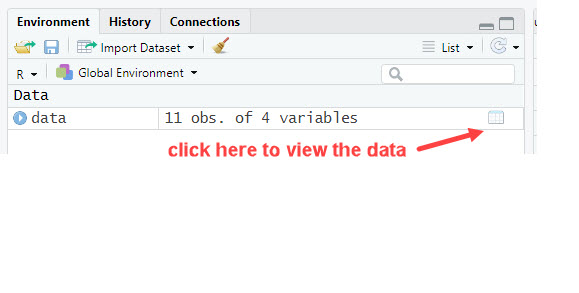 Environment History Connections
Import Dataset List
R Global Environment
Data
data 11 obs. of 4 variables
click here to view the data